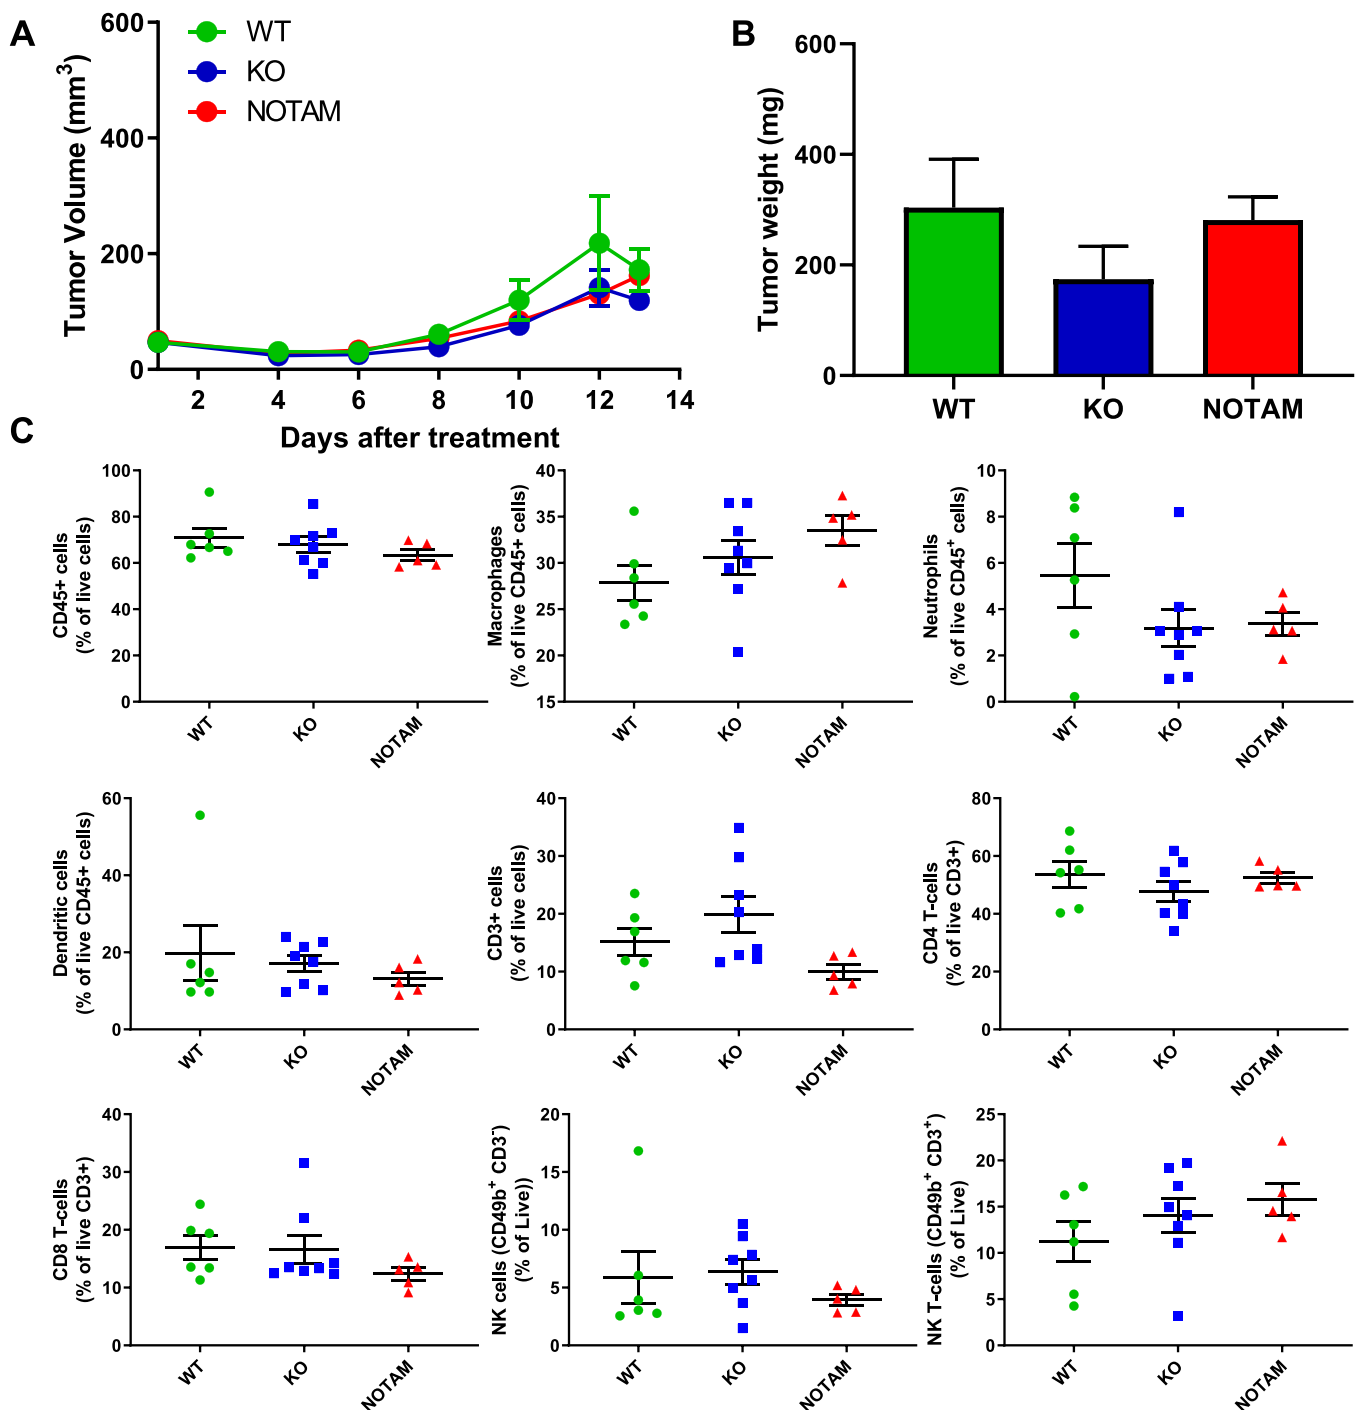 A
600
400
200
0
Tumor Volume (mm³)
WT
KO
NOTAM
2 4 6 8 10 12 14
Days after treatment
B
600
400
200
0
Tumor weight (mg)
WT KO NOTAM
C
100
80
60
40
20
0
CD45+ cells
(% of live cells)
WT KO NOTAM
40
35
30
25
20
15
Macrophages
(% of live CD45+ cells)
WT KO NOTAM
10
8
6
4
2
0
Neutrophils
(% of live CD45⁺ cells)
WT KO NOTAM
60
40
20
0
Dendritic cells
(% of live CD45+ cells)
WT KO NOTAM
40
30
20
10
0
CD3+ cells
(% of live cells)
WT KO NOTAM
80
60
40
20
0
CD4 T-cells
(% of live CD3+)
WT KO NOTAM
40
30
20
10
0
CD8 T-cells
(% of live CD3+)
WT KO NOTAM
20
15
10
5
0
NK cells (CD49b⁺ CD3⁻)
(% of Live))
WT KO NOTAM
25
20
15
10
5
0
NK T-cells (CD49b⁺ CD3⁺)
(% of Live)
WT KO NOTAM